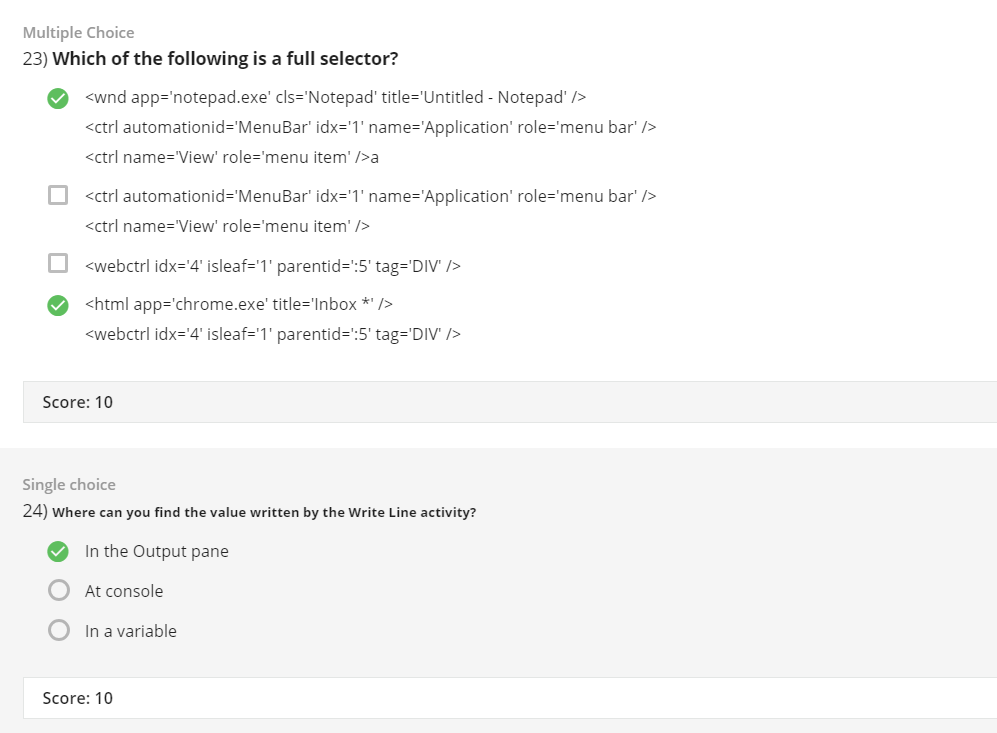 Multiple Choice
23) Which of the following is a full selector?
<wnd app='notepad.exe' cls='Notepad' title='Untitled - Notepad' />
<ctrl automationid='MenuBar' idx='1' name='Application' role='menu bar' />
<ctrl name='View' role='menu item' />a
<ctrl automationid='MenuBar' idx='1' name='Application' role='menu bar' />
<ctrl name='View' role='menu item' />
<webctrl idx='4' isleaf='1' parentid=':5' tag='DIV' />
<html app='chrome.exe' title='Inbox *' />
<webctrl idx='4' isleaf='1' parentid=':5' tag='DIV' />
Score: 10
Single choice
24) Where can you find the value written by the Write Line activity?
In the Output pane
At console
In a variable
Score: 10